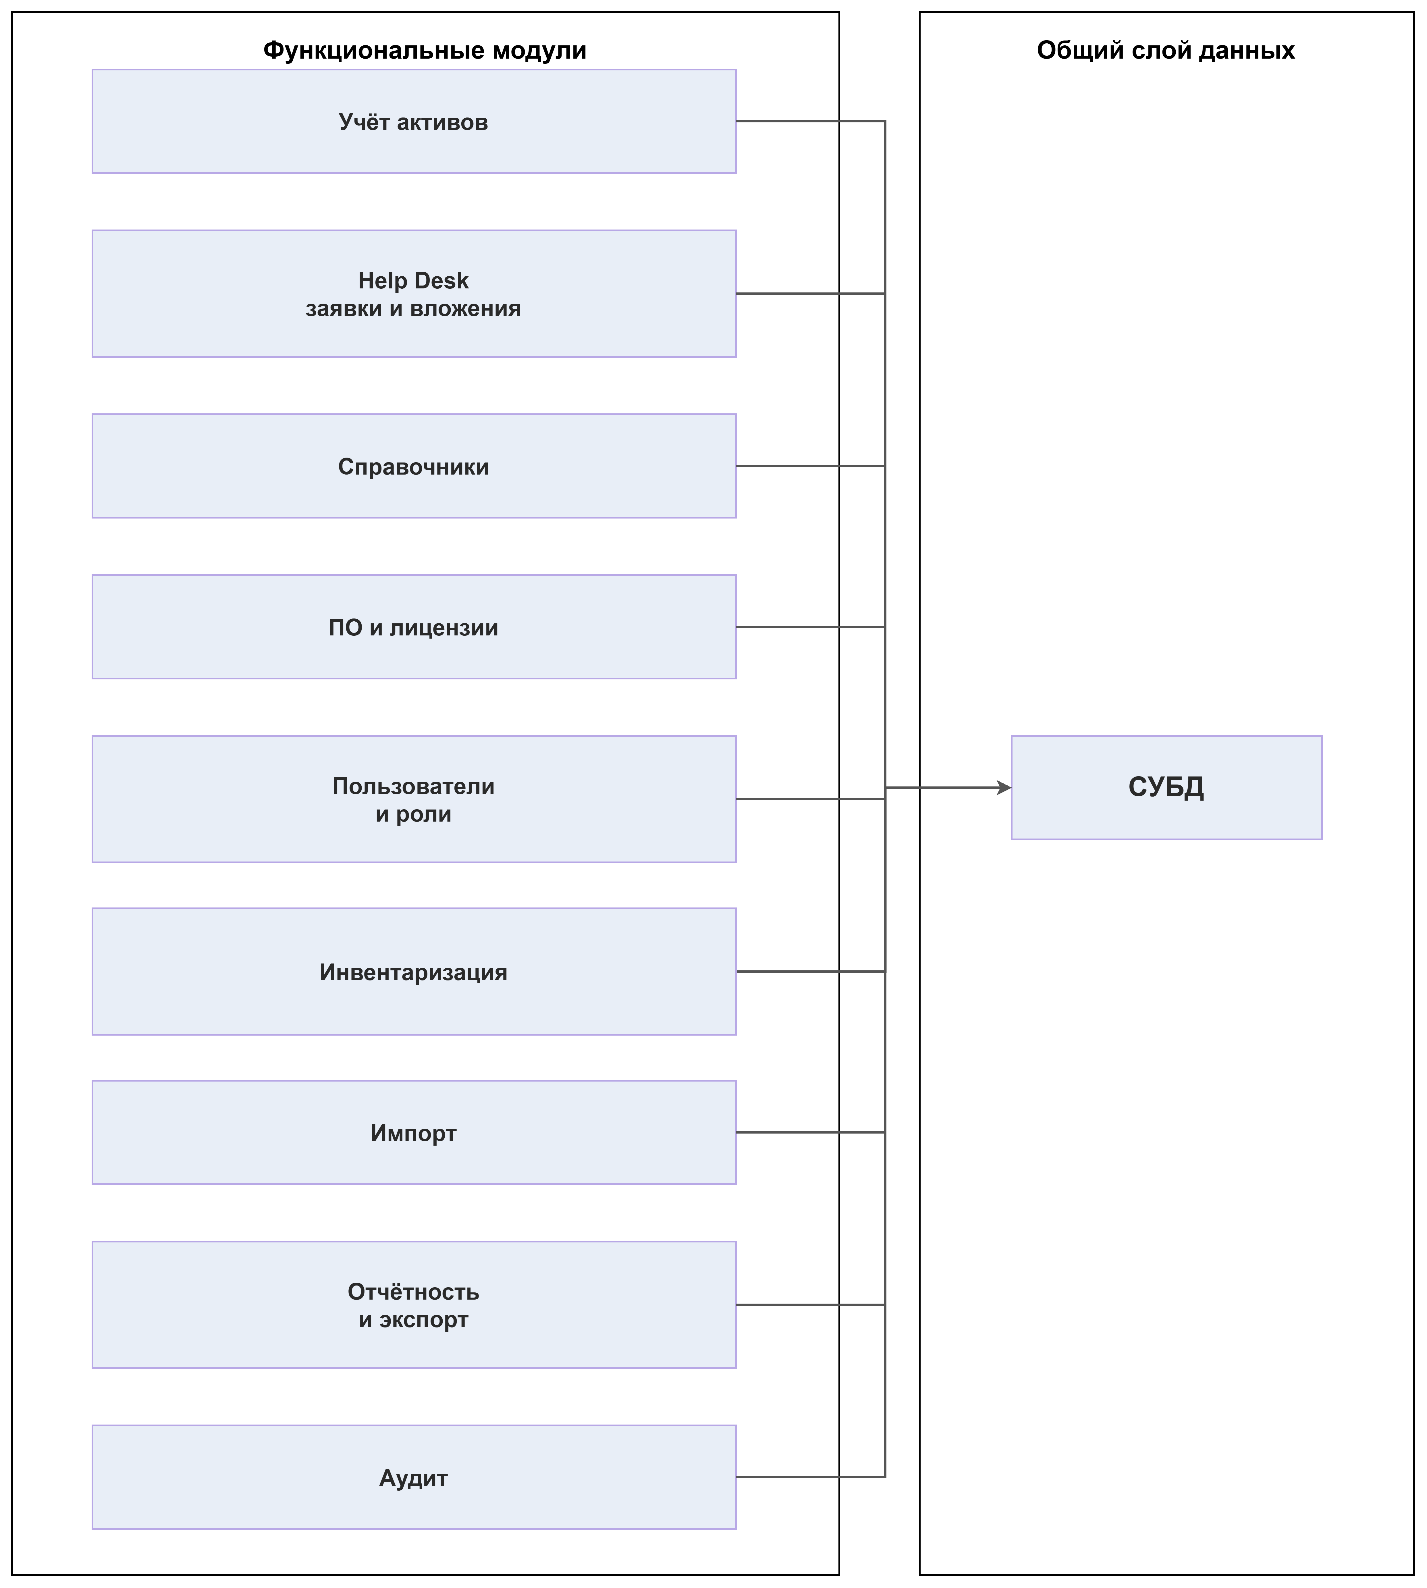 Функциональные модули
Общий слой данных
Учёт активов
Help Desk
заявки и вложения
Справочники
ПО и лицензии
Пользователи
и роли
СУБД
Инвентаризация
Импорт
Отчётность
и экспорт
Аудит